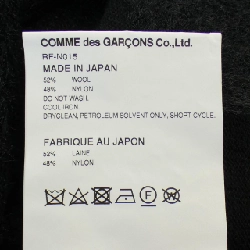 COMME des GARÇONS Co., Ltd.
RF-N015
MADE IN JAPAN
52% WOOL
48% NYLON
DO NOT WASH.
COOL IRON.
DRYCLEAN, PETROLEUM SOLVENT ONLY, SHORT CYCLE.
FABRIQUE AU JAPON
52% LAINE
48% NYLON